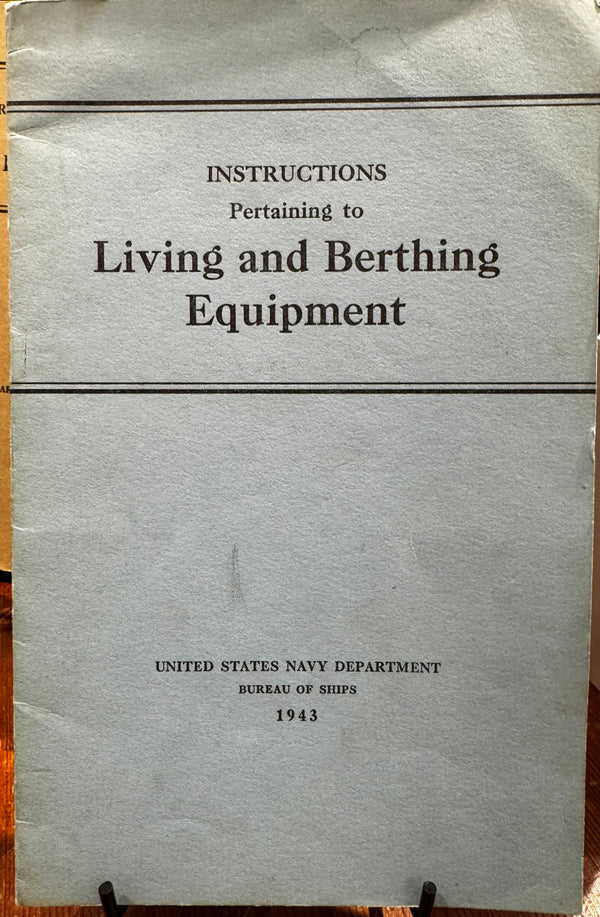 INSTRUCTIONS
Pertaining to
Living and Berthing
Equipment
UNITED STATES NAVY DEPARTMENT
BUREAU OF SHIPS
1943